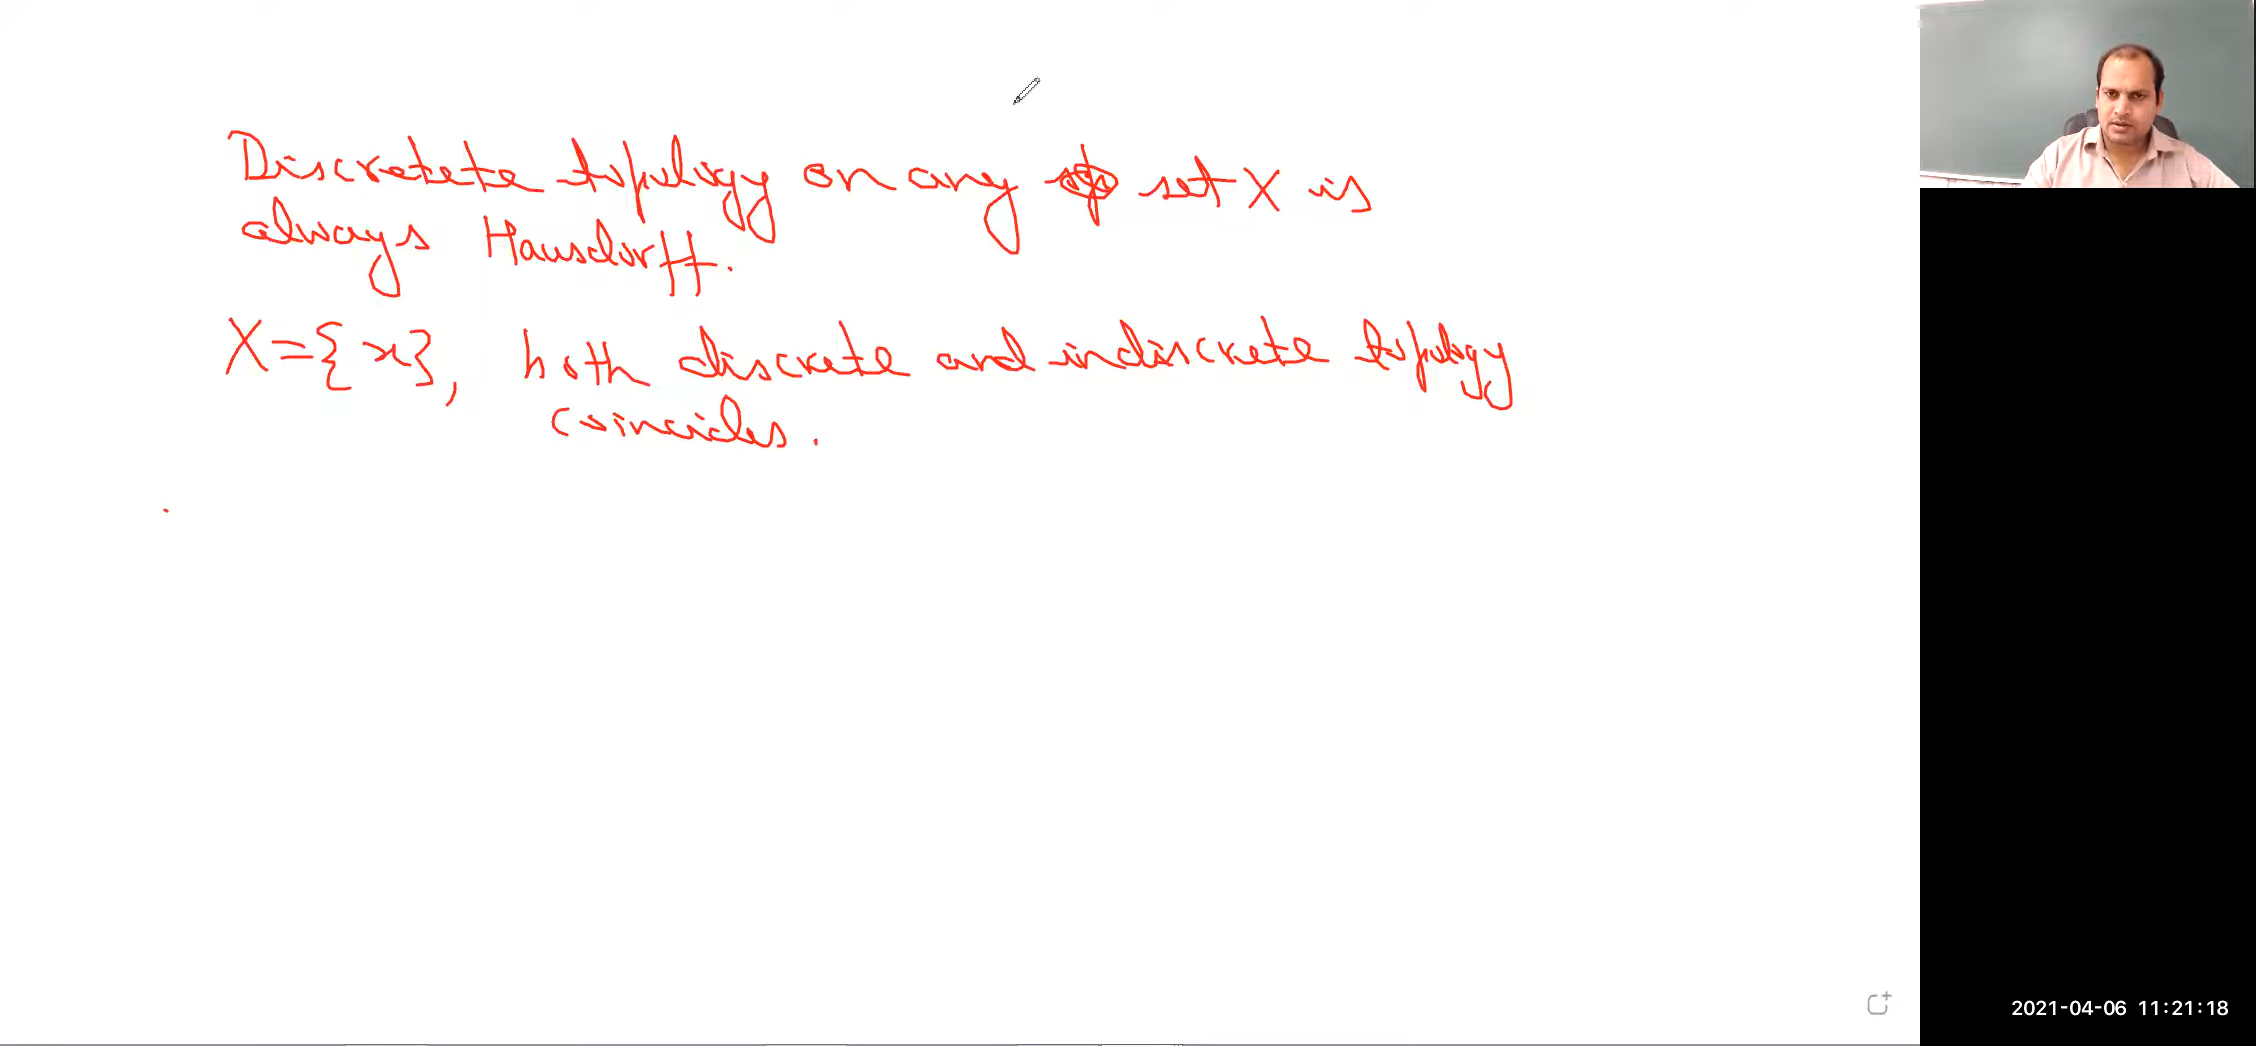 Discretete topology on any set X is
always Hausdorff.
X = {x}, both discrete and indiscrete topology
coincides.
2021-04-06 11:21:18